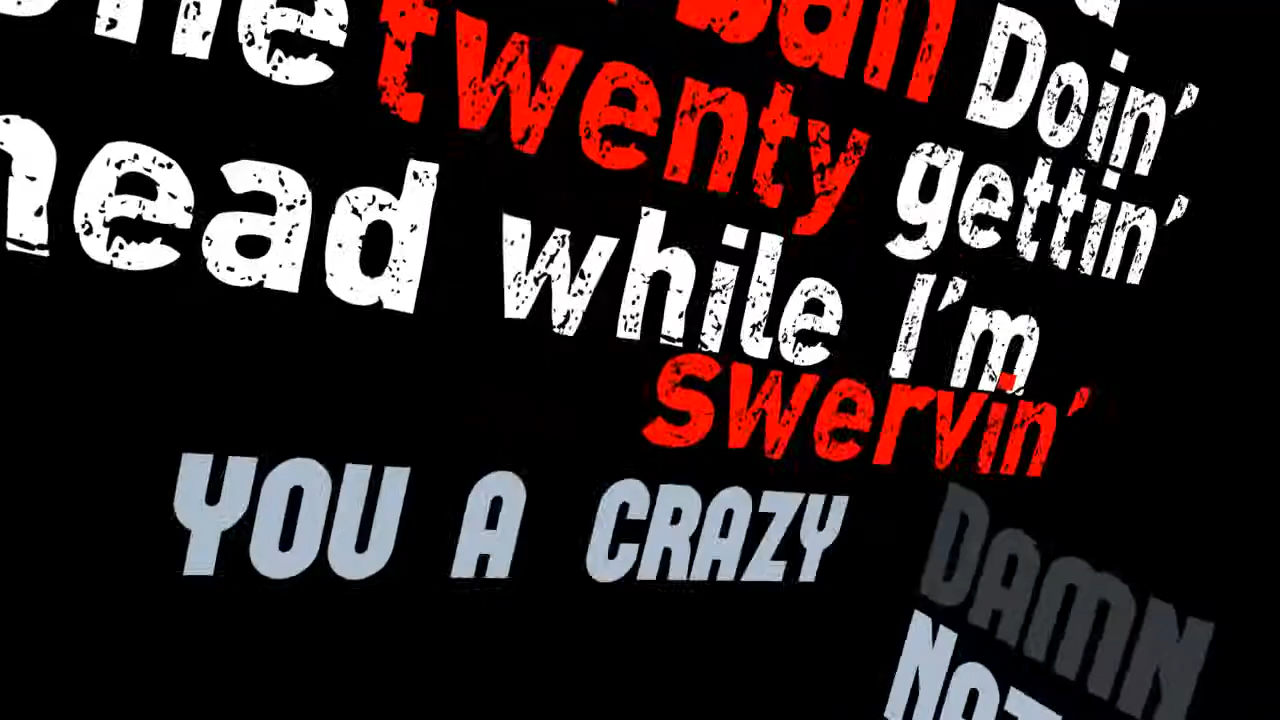 Doin'
twenty gettin'
head while I'm
swervin'
YOU A CRAZY
DAMN